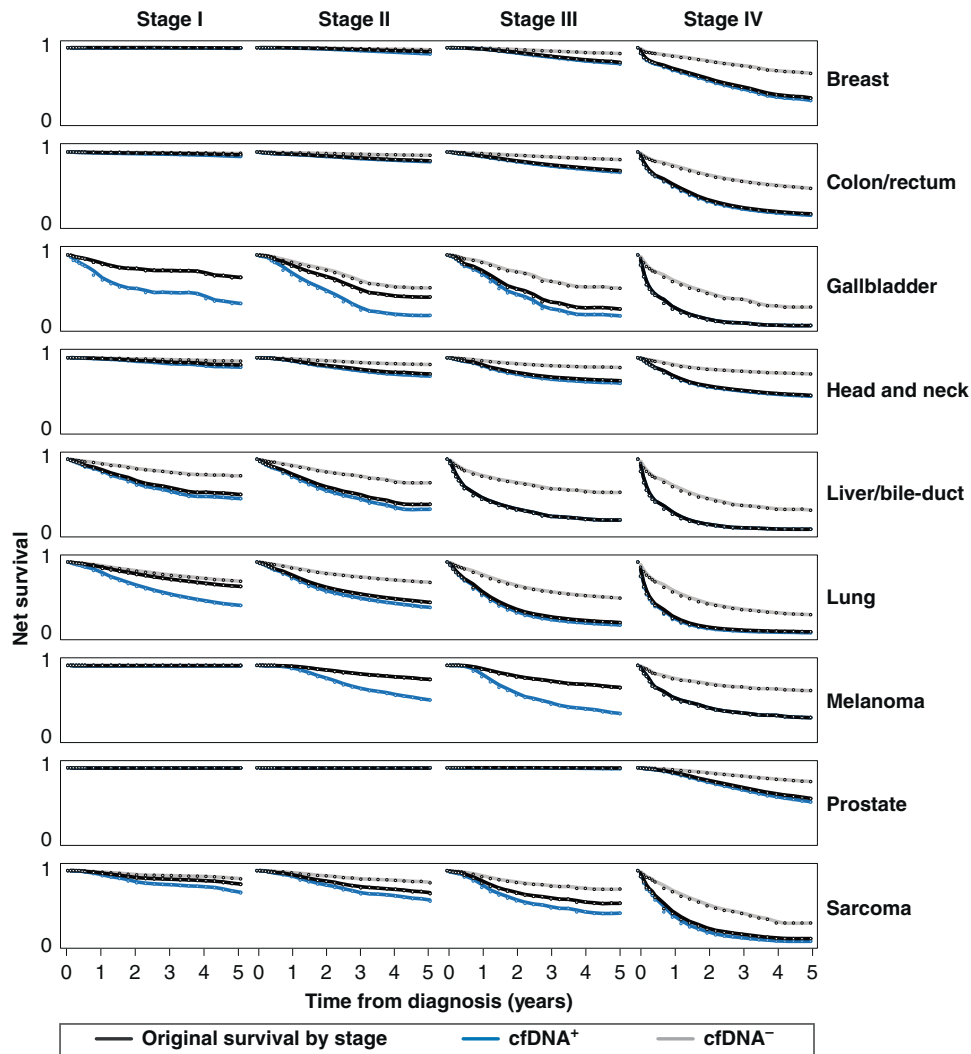 Stage I Stage II Stage III Stage IV
1
0
Breast
1
0
Colon/rectum
1
0
Gallbladder
1
0
Head and neck
1
0
Liver/bile-duct
1
0
Lung
1
0
Melanoma
1
0
Prostate
1
0
Sarcoma
Net survival
0 1 2 3 4 5 0 1 2 3 4 5 0 1 2 3 4 5 0 1 2 3 4 5
Time from diagnosis (years)
Original survival by stage cfDNA+ cfDNA−